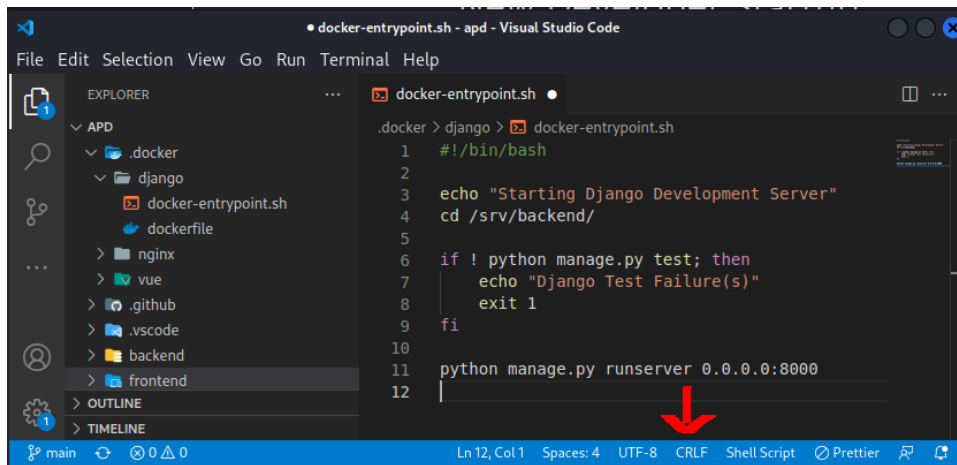 docker-entrypoint.sh - apd - Visual Studio Code
File Edit Selection View Go Run Terminal Help
EXPLORER
APD
.docker
django
docker-entrypoint.sh
dockerfile
nginx
vue
.github
.vscode
backend
frontend
OUTLINE
TIMELINE
1
1
docker-entrypoint.sh
.docker > django > docker-entrypoint.sh
1 #!/bin/bash
2
3 echo "Starting Django Development Server"
4 cd /srv/backend/
5
6 if ! python manage.py test; then
7 echo "Django Test Failure(s)"
8 exit 1
9 fi
10
11 python manage.py runserver 0.0.0.0:8000
12
main 0 0 Ln 12, Col 1 Spaces: 4 UTF-8 CRLF Shell Script Prettier